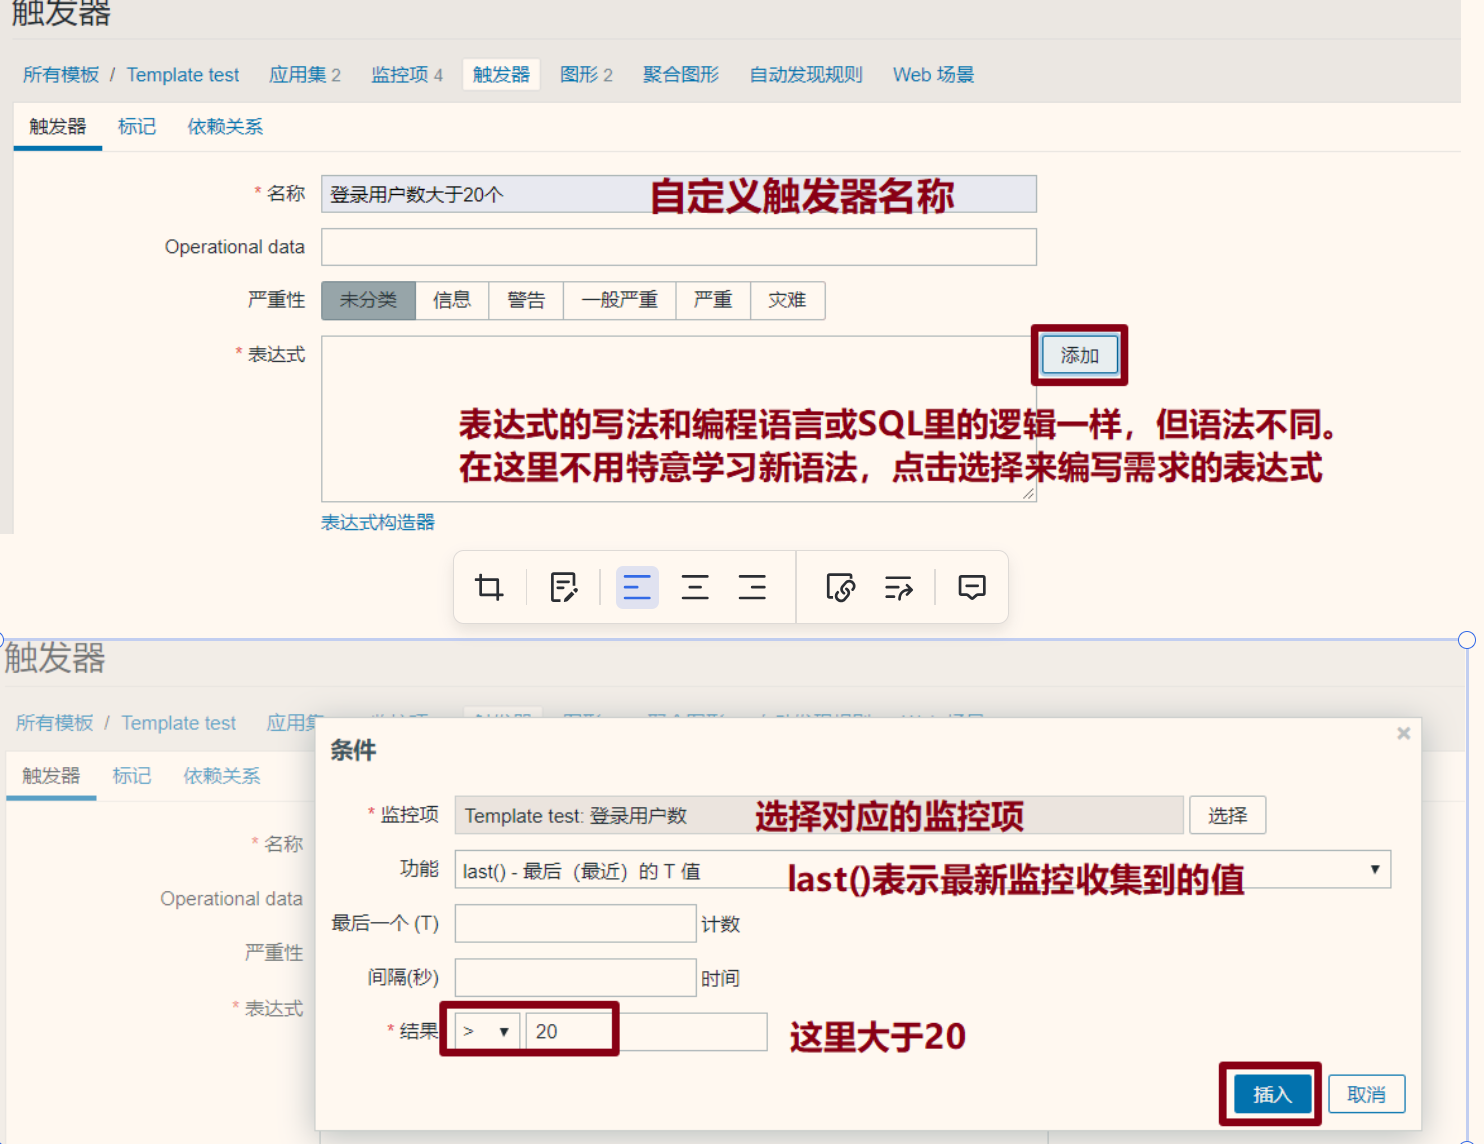 触发器
所有模板 / Template test 应用集 2 监控项 4 触发器 图形 2 聚合图形 自动发现规则 Web 场景
触发器 标记 依赖关系
* 名称 登录用户数大于20个 自定义触发器名称
Operational data
严重性 未分类 信息 警告 一般严重 严重 灾难
* 表达式 添加
表达式的写法和编程语言或SQL里的逻辑一样，但语法不同。
在这里不用特意学习新语法，点击选择来编写需求的表达式
表达式构造器
触发器
所有模板 / Template test 应用集
条件
触发器 标记 依赖关系
* 监控项 Template test: 登录用户数 选择对应的监控项 选择
* 名称
功能 last() - 最后（最近）的 T 值 last()表示最新监控收集到的值
Operational data
最后一个 (T) 计数
严重性
间隔(秒) 时间
* 表达式
* 结果 > 20 这里大于20
插入 取消